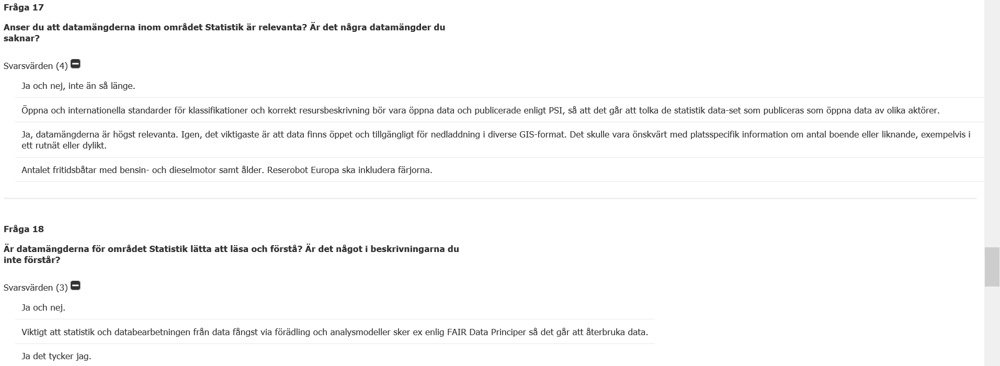 Fråga 17
Anser du att datamängderna inom området Statistik är relevanta? Är det några datamängder du
saknar?
Svarsvärden (4)
Ja och nej, inte än så länge.
Öppna och internationella standarder för klassifikationer och korrekt resursbeskrivning bör vara öppna data och publicerade enligt PSI, så att det går att tolka de statistik data-set som publiceras som öppna data av olika aktörer.
Ja, datamängderna är högst relevanta. Igen, det viktigaste är att data finns öppet och tillgängligt för nedladdning i diverse GIS-format. Det skulle vara önskvärt med platsspecifik information om antal boende eller liknande, exempelvis i
ett rutnät eller dylikt.
Antalet fritidsbåtar med bensin- och dieselmotor samt ålder. Reserobot Europa ska inkludera färjorna.
Fråga 18
Är datamängderna för området Statistik lätta att läsa och förstå? Är det något i beskrivningarna du
inte förstår?
Svarsvärden (3)
Ja och nej.
Viktigt att statistik och databearbetningen från data fångst via förädling och analysmodeller sker ex enlig FAIR Data Principer så det går att återbruka data.
Ja det tycker jag.